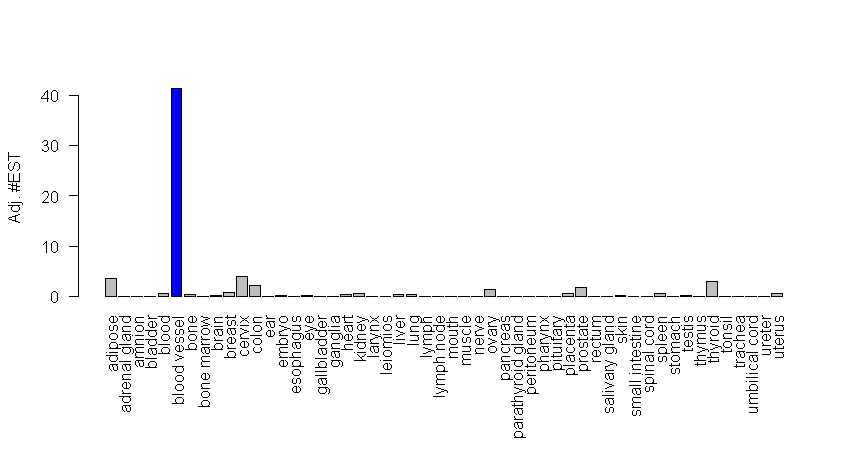 Adj. #EST
40
30
20
10
0
adipose
adrenal gland
amnion
bladder
blood
blood vessel
bone
bone marrow
brain
breast
cervix
colon
ear
embryo
esophagus
eye
gallbladder
ganglia
heart
kidney
larynx
leiomios
liver
lung
lymph
lymph node
mouth
muscle
nerve
ovary
pancreas
parathyroid gland
peritoneum
pharynx
pituitary
placenta
prostate
rectum
salivary gland
skin
small intestine
spinal cord
spleen
stomach
testis
thymus
thyroid
tonsil
trachea
umbilical cord
ureter
uterus